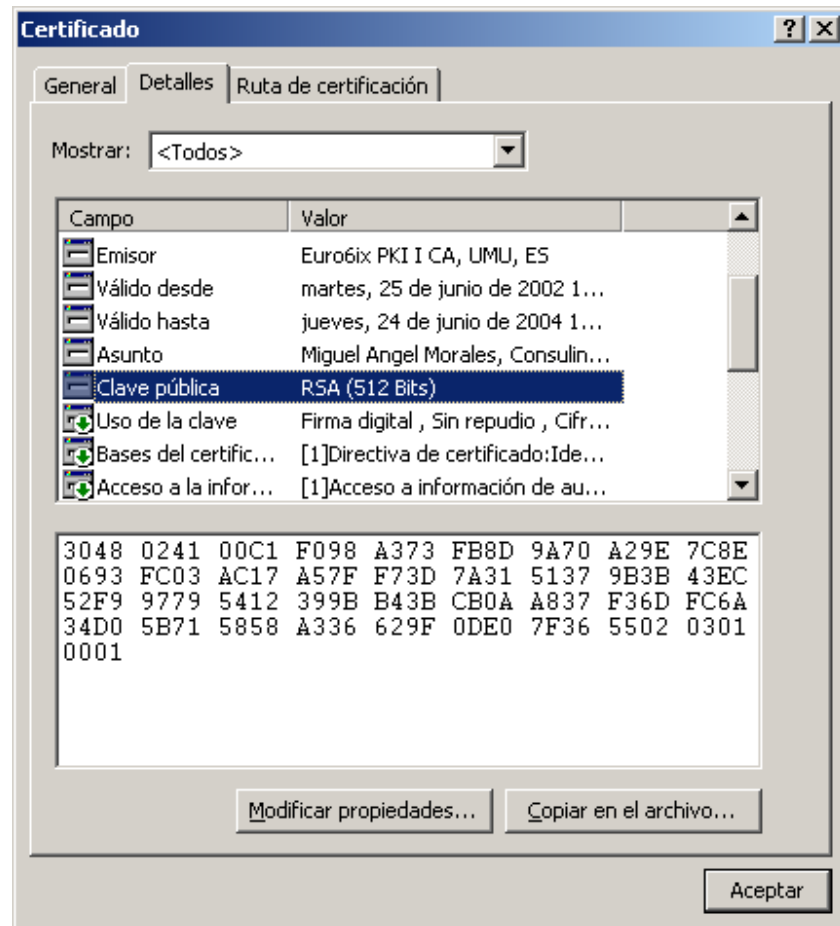 Certificado
General Detalles Ruta de certificación
Mostrar: <Todos>
Campo Valor
Emisor Euro6ix PKI I CA, UMU, ES
Válido desde martes, 25 de junio de 2002 1...
Válido hasta jueves, 24 de junio de 2004 1...
Asunto Miguel Angel Morales, Consulin...
Clave pública RSA (512 Bits)
Uso de la clave Firma digital , Sin repudio , Cifr...
Bases del certific... [1]Directiva de certificado:Ide...
Acceso a la infor... [1]Acceso a información de au...
3048 0241 00C1 F098 A373 FB8D 9A70 A29E 7C8E
0693 FC03 AC17 A57F F73D 7A31 5137 9B3B 43EC
52F9 9779 5412 399B B43B CB0A A837 F36D FC6A
34D0 5B71 5858 A336 629F 0DE0 7F36 5502 0301
0001
Modificar propiedades... Copiar en el archivo...
Aceptar